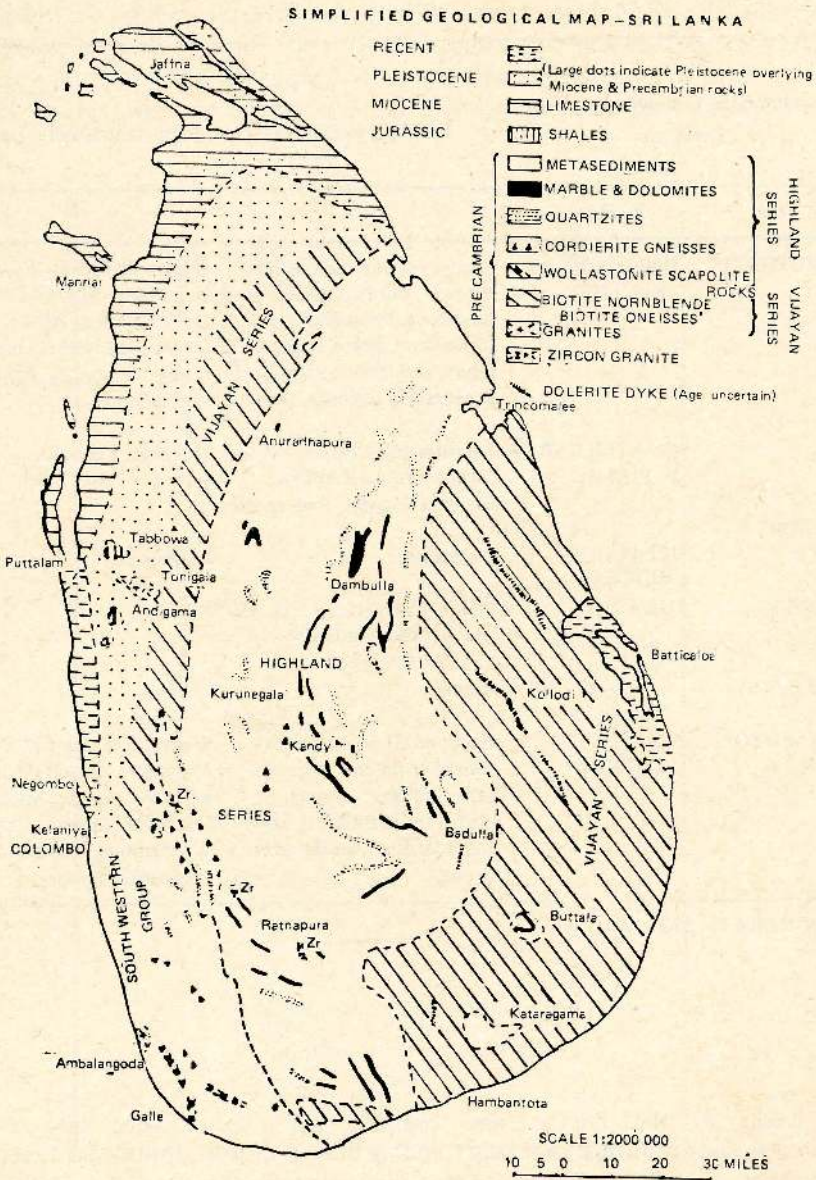 SIMPLIFIED GEOLOGICAL MAP–SRI LANKA
RECENT
PLEISTOCENE
(Large dots indicate Pleistocene overlying
Miocene & Precambrian rocks)
MIOCENE
LIMESTONE
JURASSIC
SHALES
PRE CAMBRIAN
METASEDIMENTS
MARBLE & DOLOMITES
QUARTZITES
CORDIERITE GNEISSES
WOLLASTONITE SCAPOLITE
ROCKS
BIOTITE NORNBLENDE
BIOTITE ONEISSES'
GRANITES
ZIRCON GRANITE
HIGHLAND
SERIES
VIJAYAN
SERIES
DOLERITE DYKE (Age uncertain)
Jaffna
Mannar
VIJAYAN SERIES
Trincomalee
Anuradhapura
Puttalam
Tabbowa
Tonigala
Andigama
Dambulla
HIGHLAND
Kurunegala
Kandy
Batticaloa
Kollodi
VIJAYAN SERIES
Negombo
Zr.
Kelaniya
COLOMBO
SERIES
Badulla
SOUTH WESTERN
GROUP
Zr
Ratnapura
Zr
Buttala
Kataragama
Ambalangoda
Galle
Hambantota
SCALE 1:2000 000
10 5 0 10 20 30 MILES